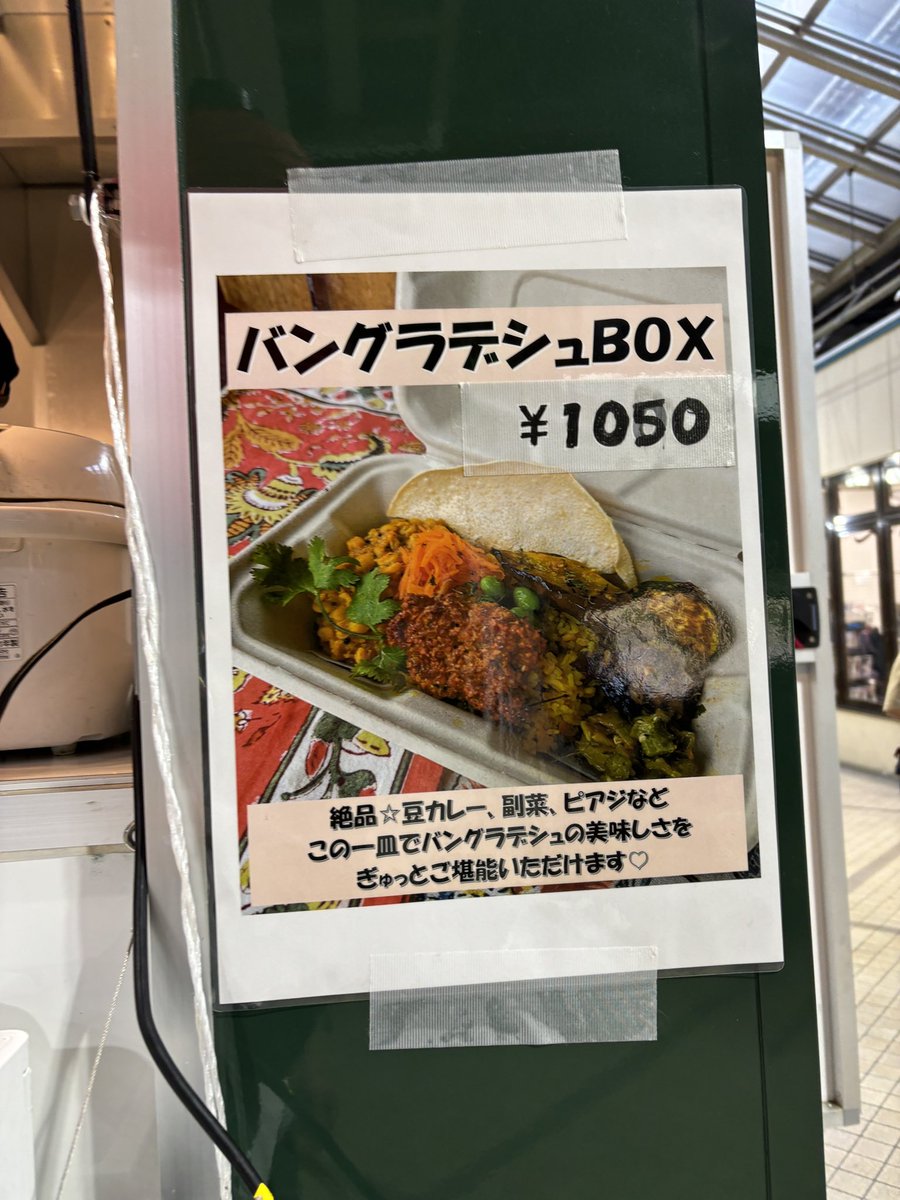 バングラデシュBOX
¥1050
絶品☆豆カレー、副菜、ピアジなど
この一皿でバングラデシュの美味しさを
ぎゅっとご堪能いただけます♡